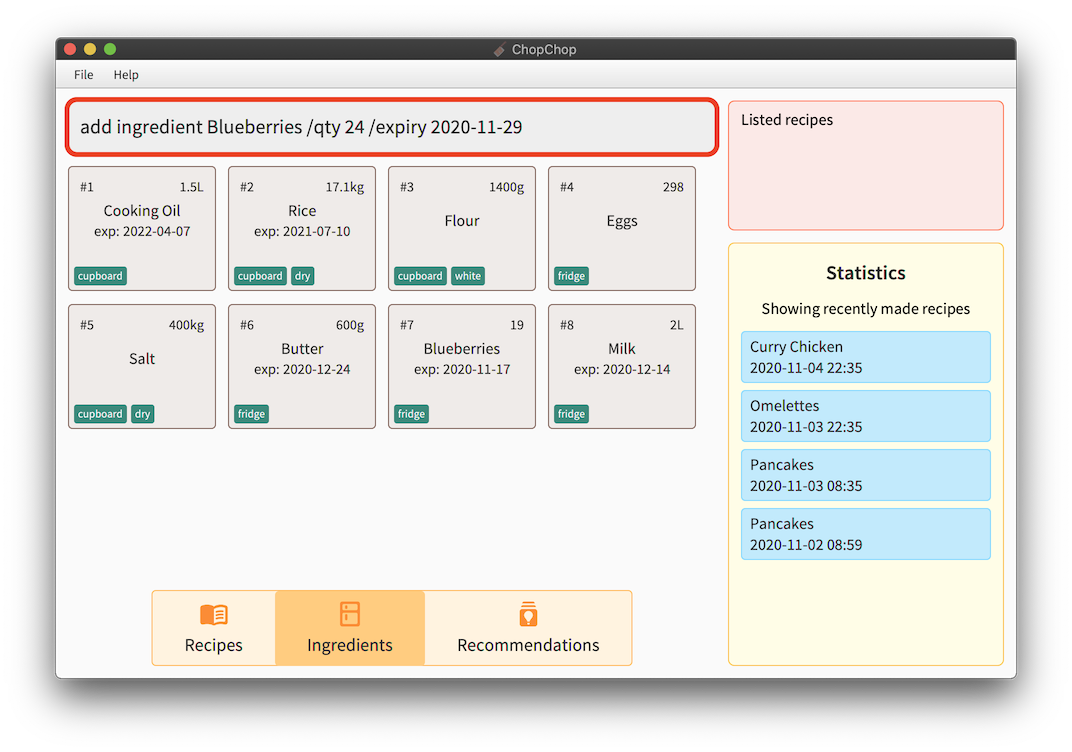 ChopChop
File Help
add ingredient Blueberries /qty 24 /expiry 2020-11-29
#1 1.5L
Cooking Oil
exp: 2022-04-07
cupboard
#2 17.1kg
Rice
exp: 2021-07-10
cupboard dry
#3 1400g
Flour
cupboard white
#4 298
Eggs
fridge
#5 400kg
Salt
cupboard dry
#6 600g
Butter
exp: 2020-12-24
fridge
#7 19
Blueberries
exp: 2020-11-17
fridge
#8 2L
Milk
exp: 2020-12-14
fridge
Recipes
Ingredients
Recommendations
Listed recipes
Statistics
Showing recently made recipes
Curry Chicken
2020-11-04 22:35
Omelettes
2020-11-03 22:35
Pancakes
2020-11-03 08:35
Pancakes
2020-11-02 08:59